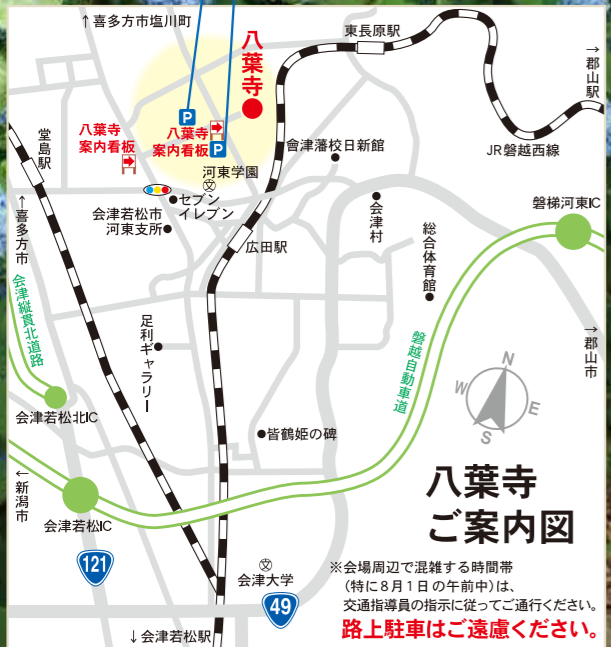 ↑喜多方市塩川町
東長原駅
→郡山駅
八葉寺
P
八葉寺
案内看板
八葉寺
案内看板
P
堂島駅
河東学園
文
會津藩校日新館
JR磐越西線
セブン
イレブン
会津若松市
河東支所
会津村
磐梯河東IC
↑喜多方市
広田駅
総合体育館
会津縦貫北道路
足利ギャラリー
磐越自動車道
→郡山市
N
W
E
S
会津若松北IC
皆鶴姫の碑
←新潟市
会津若松IC
八葉寺
ご案内図
121
文
会津大学
49
※会場周辺で混雑する時間帯
(特に8月1日の午前中)は、
交通指導員の指示に従ってご通行ください。
路上駐車はご遠慮ください。
↓会津若松駅